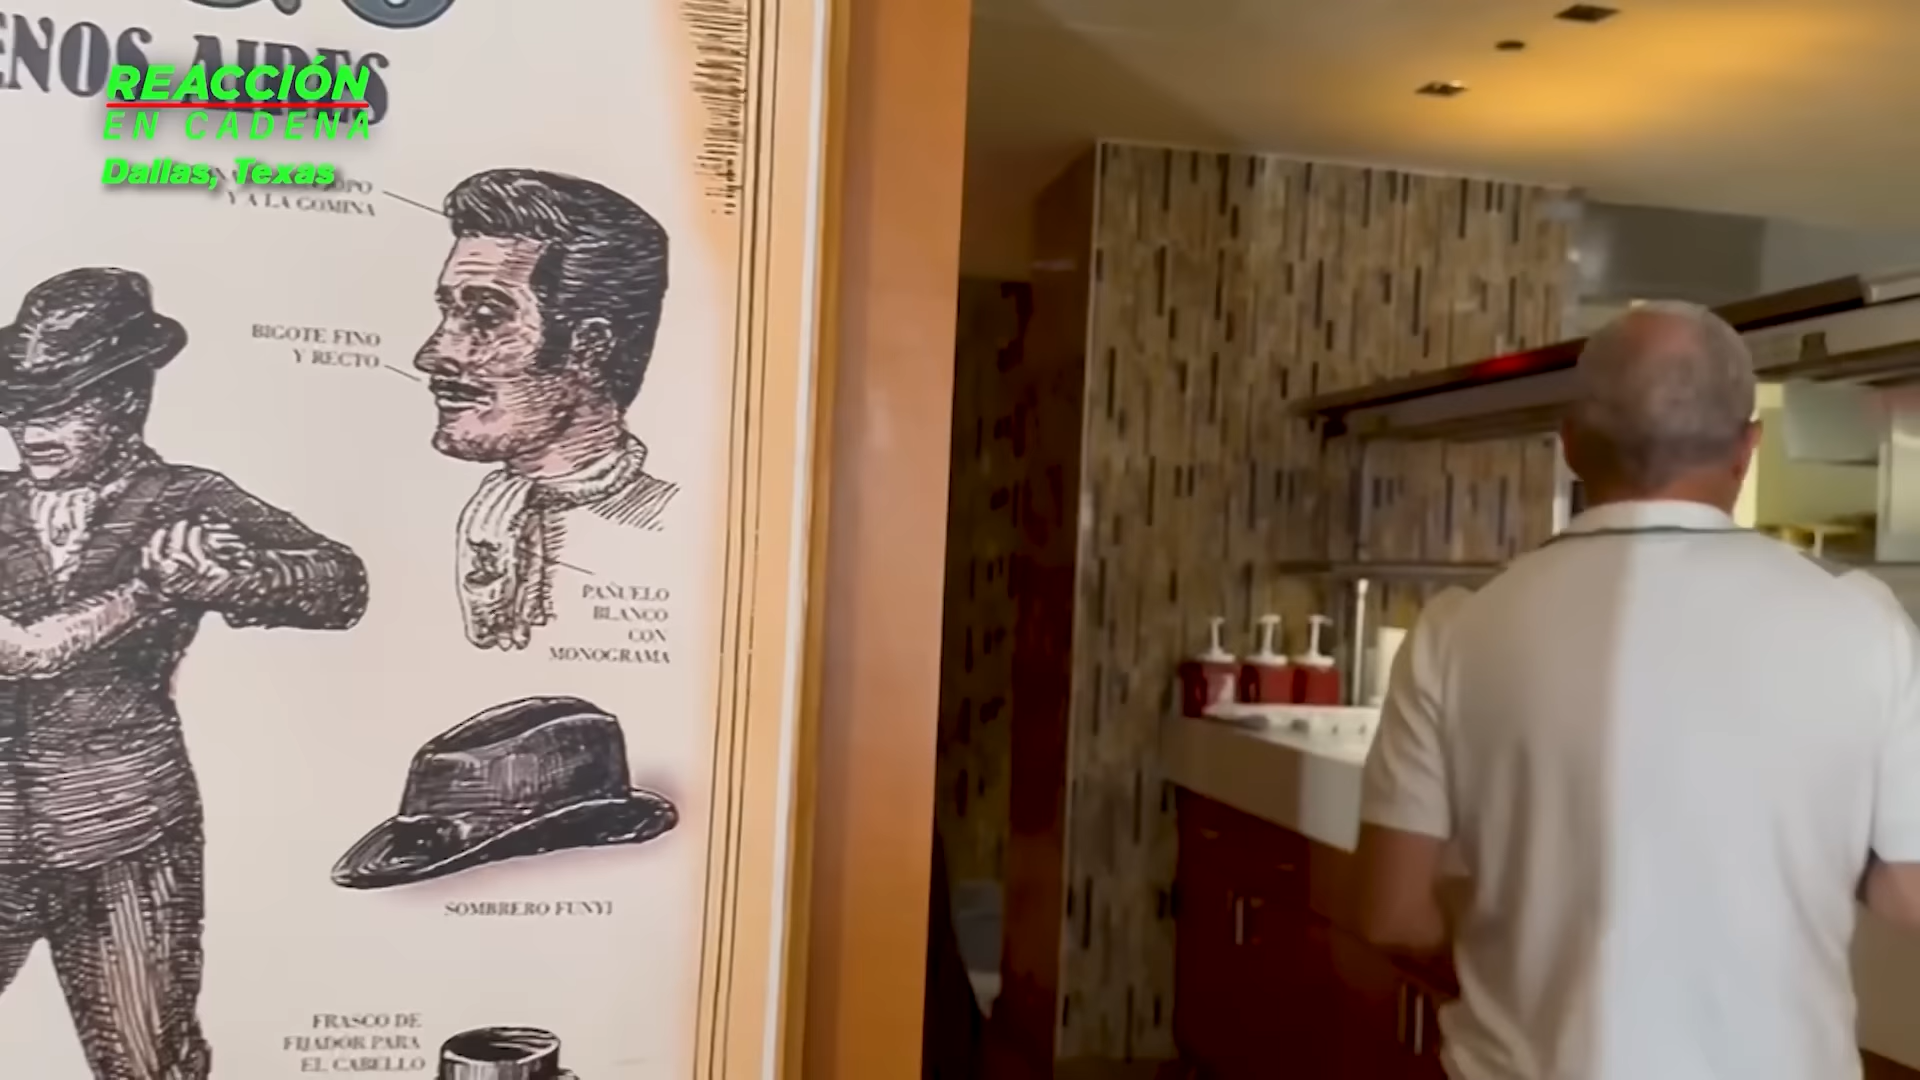 ENOS AIRES
REACCIÓN
EN CADENA
Dallas, Texas
Y A LA GOMINA
BIGOTE FINO
Y RECTO
PAÑUELO
BLANCO
CON
MONOGRAMA
SOMBRERO FUNYI
FRASCO DE
FIJADOR PARA
EL CABELLO